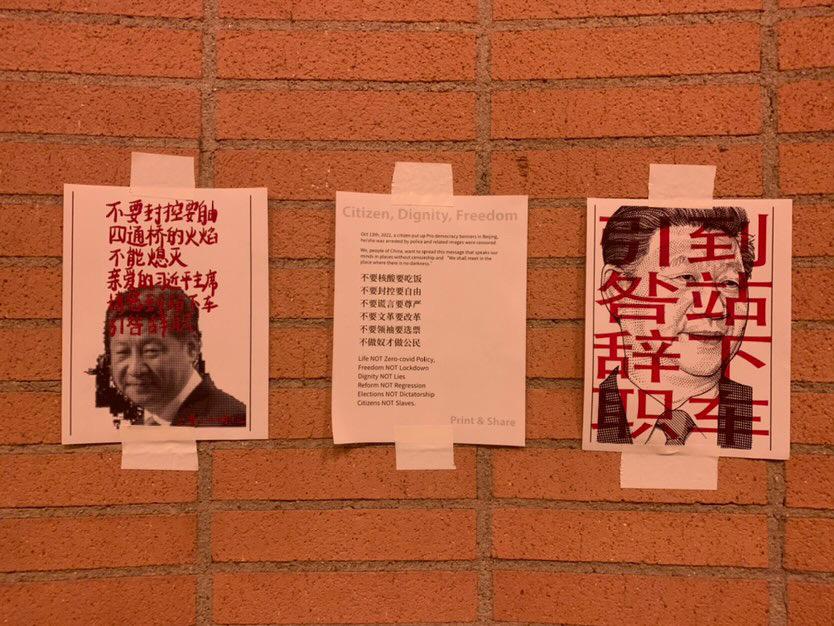 不要封控要自由
四通桥的火焰
不能熄灭
亲爱的习近平主席
下车
引咎辞职
Citizen, Dignity, Freedom
Oct 13th, 2022, a citizen put up Pro-democracy banners in Beijing,
he/she was arrested by police and related images were censored.
We, people of China, want to spread this message that speaks our
minds in places without censorship and "We shall meet in the
place where there is no darkness."
不要核酸要吃饭
不要封控要自由
不要谎言要尊严
不要文革要改革
不要领袖要选票
不做奴才做公民
Life NOT Zero-covid Policy,
Freedom NOT Lockdown
Dignity NOT Lies
Reform NOT Regression
Elections NOT Dictatorship
Citizens NOT Slaves.
Print & Share
到站下车
引咎辞职